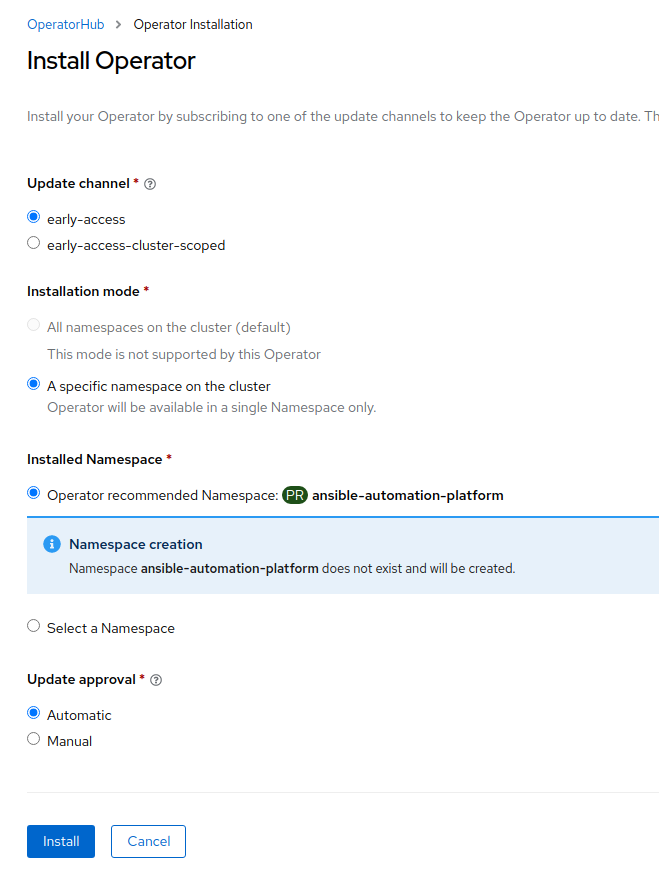 OperatorHub > Operator Installation
Install Operator
Install your Operator by subscribing to one of the update channels to keep the Operator up to date. Th
Update channel *
early-access
early-access-cluster-scoped
Installation mode *
All namespaces on the cluster (default)
This mode is not supported by this Operator
A specific namespace on the cluster
Operator will be available in a single Namespace only.
Installed Namespace *
Operator recommended Namespace: PR ansible-automation-platform
Namespace creation
Namespace ansible-automation-platform does not exist and will be created.
Select a Namespace
Update approval *
Automatic
Manual
Install Cancel